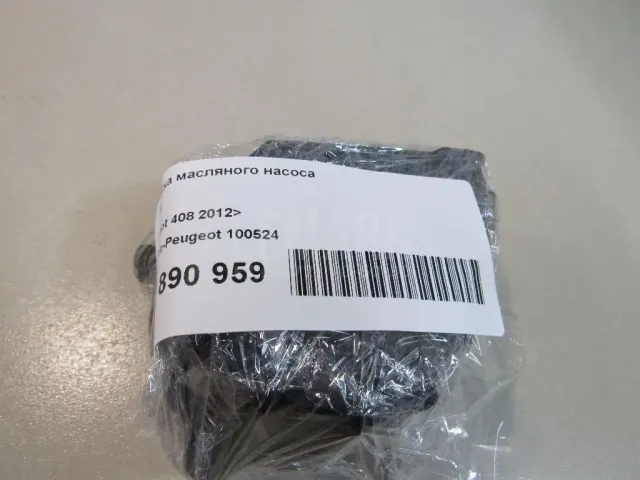 масляного насоса
408 2012>
-Peugeot 100524
890 959